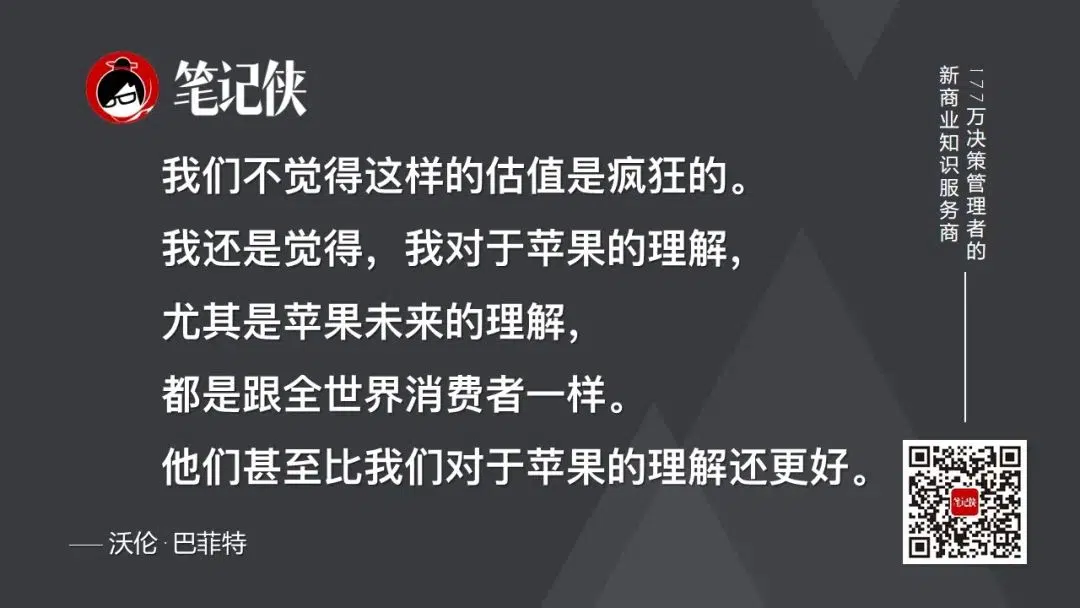 笔记侠
177万决策管理者的
新商业知识服务商
我们不觉得这样的估值是疯狂的。
我还是觉得，我对于苹果的理解，
尤其是苹果未来的理解，
都是跟全世界消费者一样。
他们甚至比我们对于苹果的理解还更好。
—— 沃伦·巴菲特
笔记侠